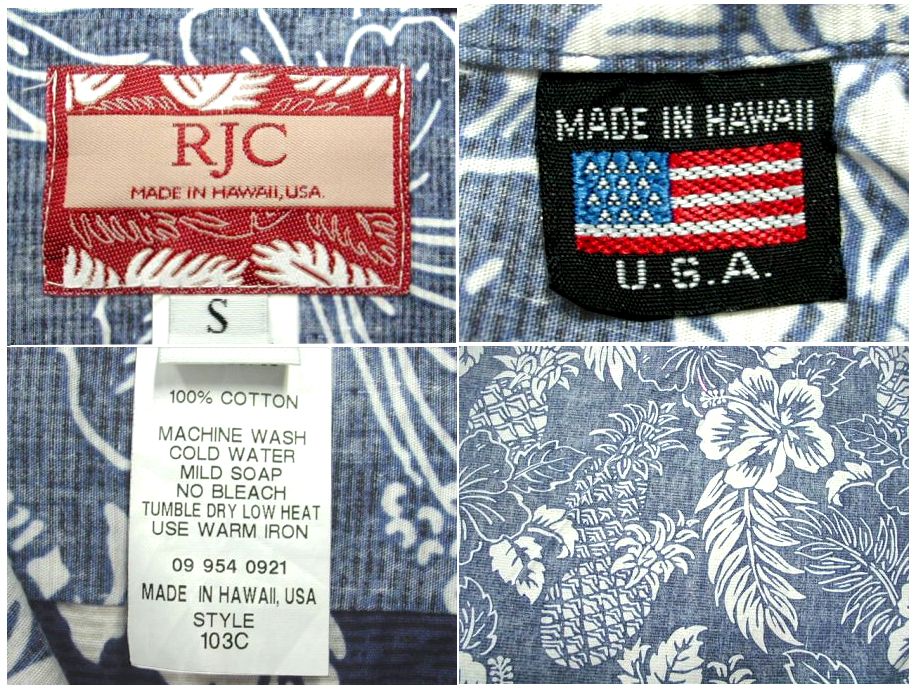 RJC
MADE IN HAWAII, USA.
S
MADE IN HAWAII
U.S.A.
100% COTTON
MACHINE WASH
COLD WATER
MILD SOAP
NO BLEACH
TUMBLE DRY LOW HEAT
USE WARM IRON
09 954 0921
MADE IN HAWAII, USA
STYLE
103C